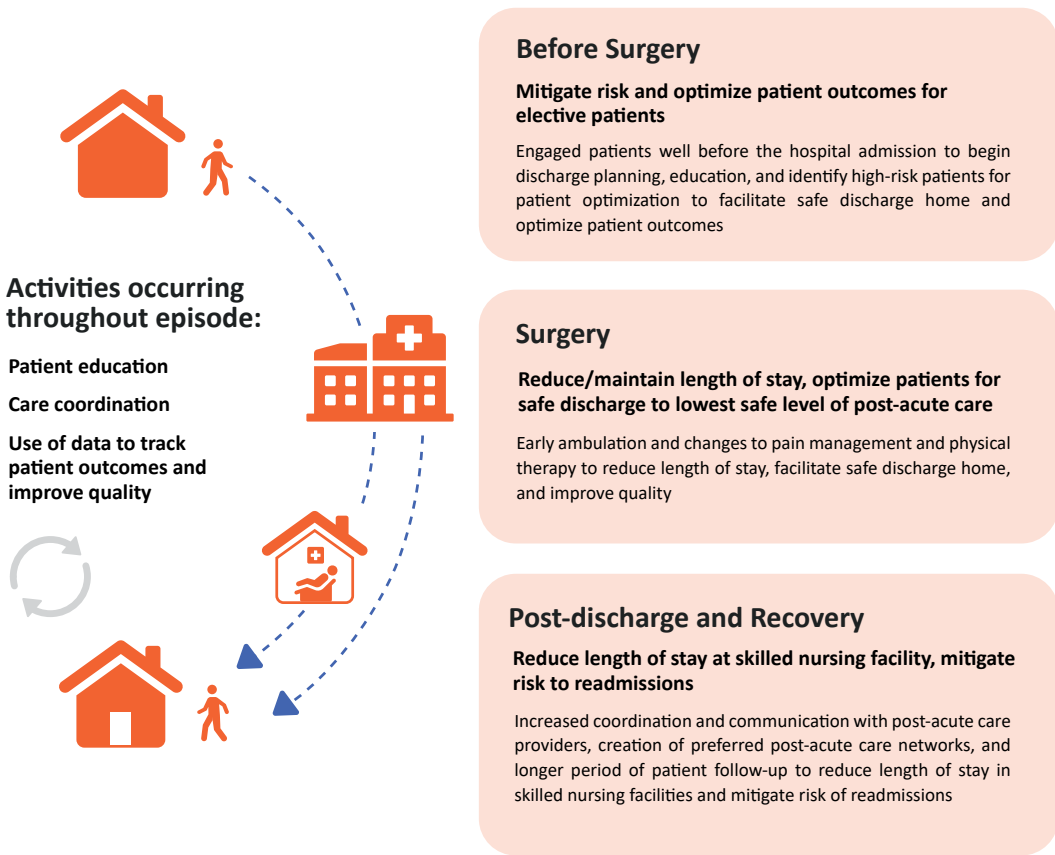 Before Surgery
Mitigate risk and optimize patient outcomes for
elective patients
Engaged patients well before the hospital admission to begin
discharge planning, education, and identify high-risk patients for
patient optimization to facilitate safe discharge home and
optimize patient outcomes
Activities occurring
throughout episode:
Patient education
Care coordination
Use of data to track
patient outcomes and
improve quality
Surgery
Reduce/maintain length of stay, optimize patients for
safe discharge to lowest safe level of post-acute care
Early ambulation and changes to pain management and physical
therapy to reduce length of stay, facilitate safe discharge home,
and improve quality
Post-discharge and Recovery
Reduce length of stay at skilled nursing facility, mitigate
risk to readmissions
Increased coordination and communication with post-acute care
providers, creation of preferred post-acute care networks, and
longer period of patient follow-up to reduce length of stay in
skilled nursing facilities and mitigate risk of readmissions